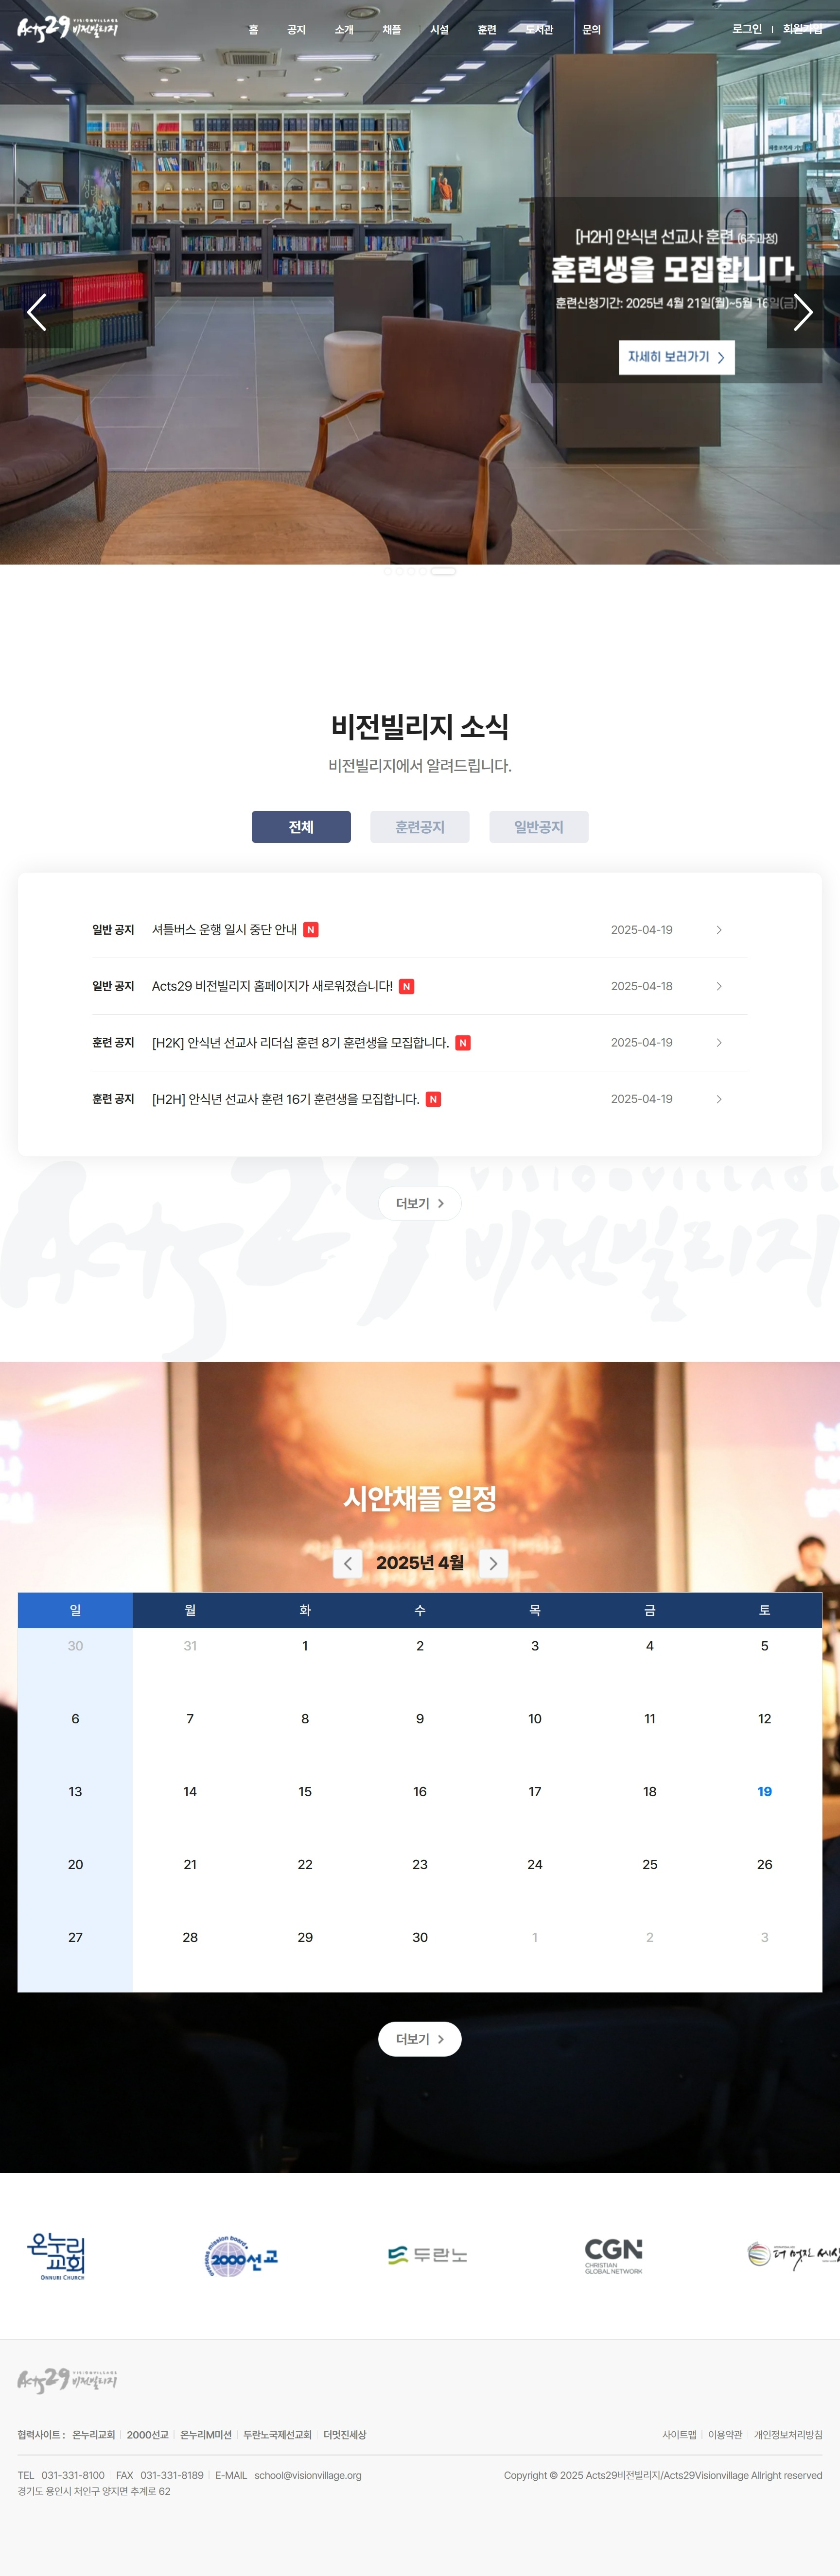 Acts29 VISIONVILLAGE 비전빌리지
홈 공지 소개 채플 시설 훈련 도서관 문의
로그인 | 회원가입
[H2H] 안식년 선교사 훈련 (6주과정)
훈련생을 모집합니다.
훈련신청기간: 2025년 4월 21일(월)~5월 16일(금)
자세히 보러가기
비전빌리지 소식
비전빌리지에서 알려드립니다.
전체 훈련공지 일반공지
일반 공지 셔틀버스 운행 일시 중단 안내 N 2025-04-19
일반 공지 Acts29 비전빌리지 홈페이지가 새로워졌습니다! N 2025-04-18
훈련 공지 [H2K] 안식년 선교사 리더십 훈련 8기 훈련생을 모집합니다. N 2025-04-19
훈련 공지 [H2H] 안식년 선교사 훈련 16기 훈련생을 모집합니다. N 2025-04-19
더보기
Acts29 VISIONVILLAGE 비전빌리지
시안채플 일정
2025년 4월
일 월 화 수 목 금 토
30 31 1 2 3 4 5
6 7 8 9 10 11 12
13 14 15 16 17 18 19
20 21 22 23 24 25 26
27 28 29 30 1 2 3
더보기
온누리교회 ONNURI CHURCH
overseas mission board 2000선교
두란노
CGN CHRISTIAN GLOBAL NETWORK
더 멋진 세상
Acts29 VISIONVILLAGE 비전빌리지
협력사이트 : 온누리교회 | 2000선교 | 온누리M미션 | 두란노국제선교회 | 더멋진세상
사이트맵 | 이용약관 | 개인정보처리방침
TEL 031-331-8100 | FAX 031-331-8189 | E-MAIL school@visionvillage.org
경기도 용인시 처인구 양지면 추계로 62
Copyright © 2025 Acts29비전빌리지/Acts29Visionvillage Allright reserved